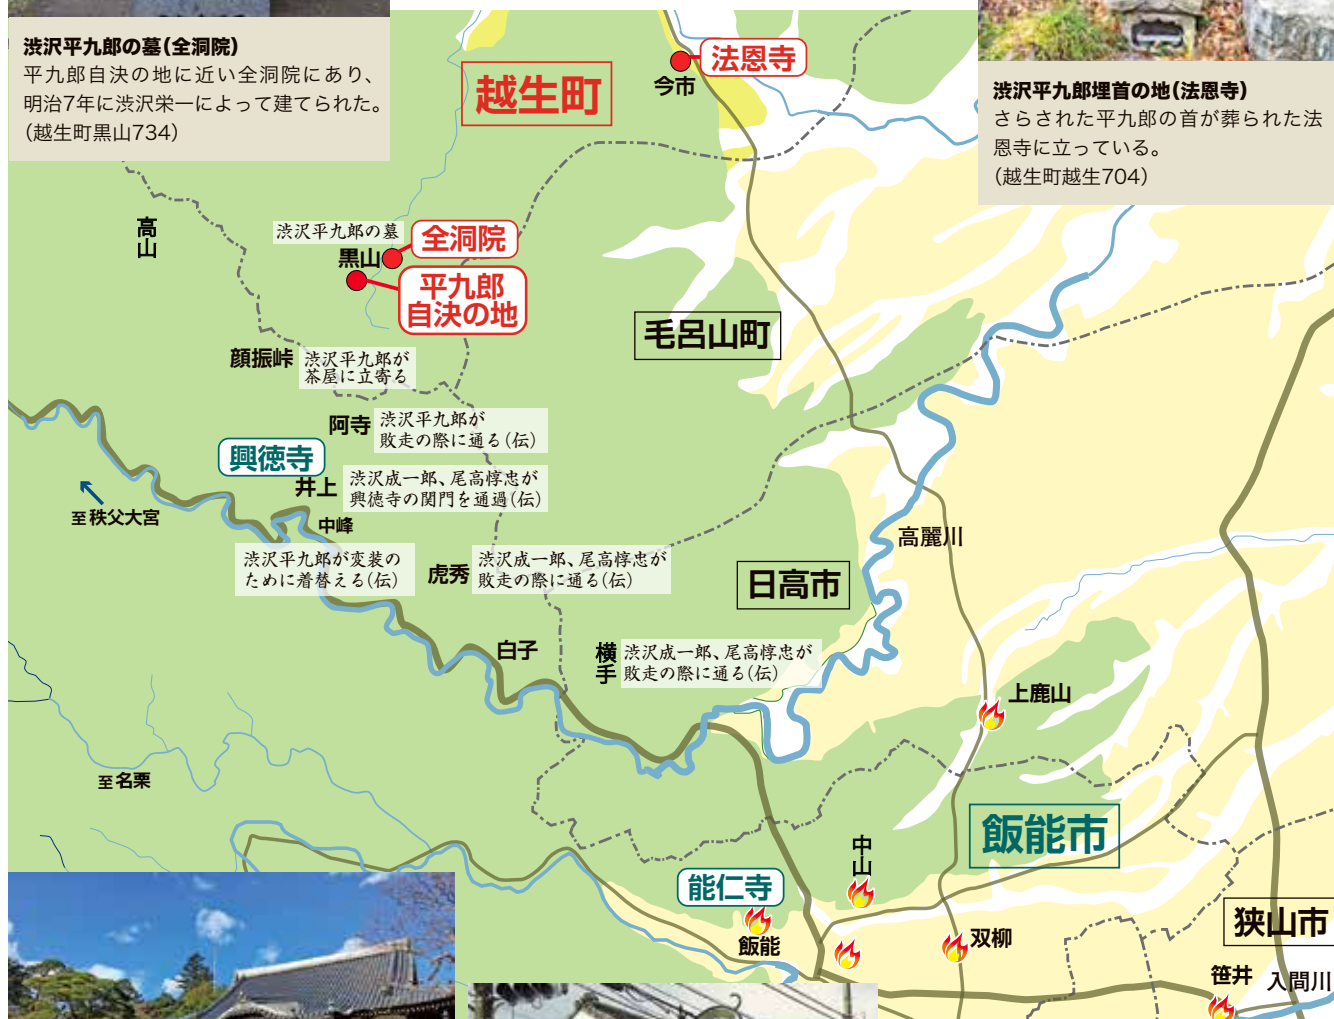 渋沢平九郎の墓(全洞院)
平九郎自決の地に近い全洞院にあり、
明治7年に渋沢栄一によって建てられた。
(越生町黒山734)
越生町
法恩寺
今市
渋沢平九郎埋首の地(法恩寺)
さらされた平九郎の首が葬られた法
恩寺に立っている。
(越生町越生704)
高山
渋沢平九郎の墓
全洞院
黒山
平九郎
自決の地
毛呂山町
顔振峠
渋沢平九郎が
茶屋に立寄る
阿寺
渋沢平九郎が
敗走の際に通る(伝)
興徳寺
井上
渋沢成一郎、尾高惇忠が
興徳寺の関門を通過(伝)
至秩父大宮
中峰
渋沢平九郎が変装の
ために着替える(伝)
虎秀
渋沢成一郎、尾高惇忠が
敗走の際に通る(伝)
高麗川
日高市
白子
横手
渋沢成一郎、尾高惇忠が
敗走の際に通る(伝)
上鹿山
至名栗
飯能市
中山
能仁寺
飯能
双柳
狭山市
笹井
入間川